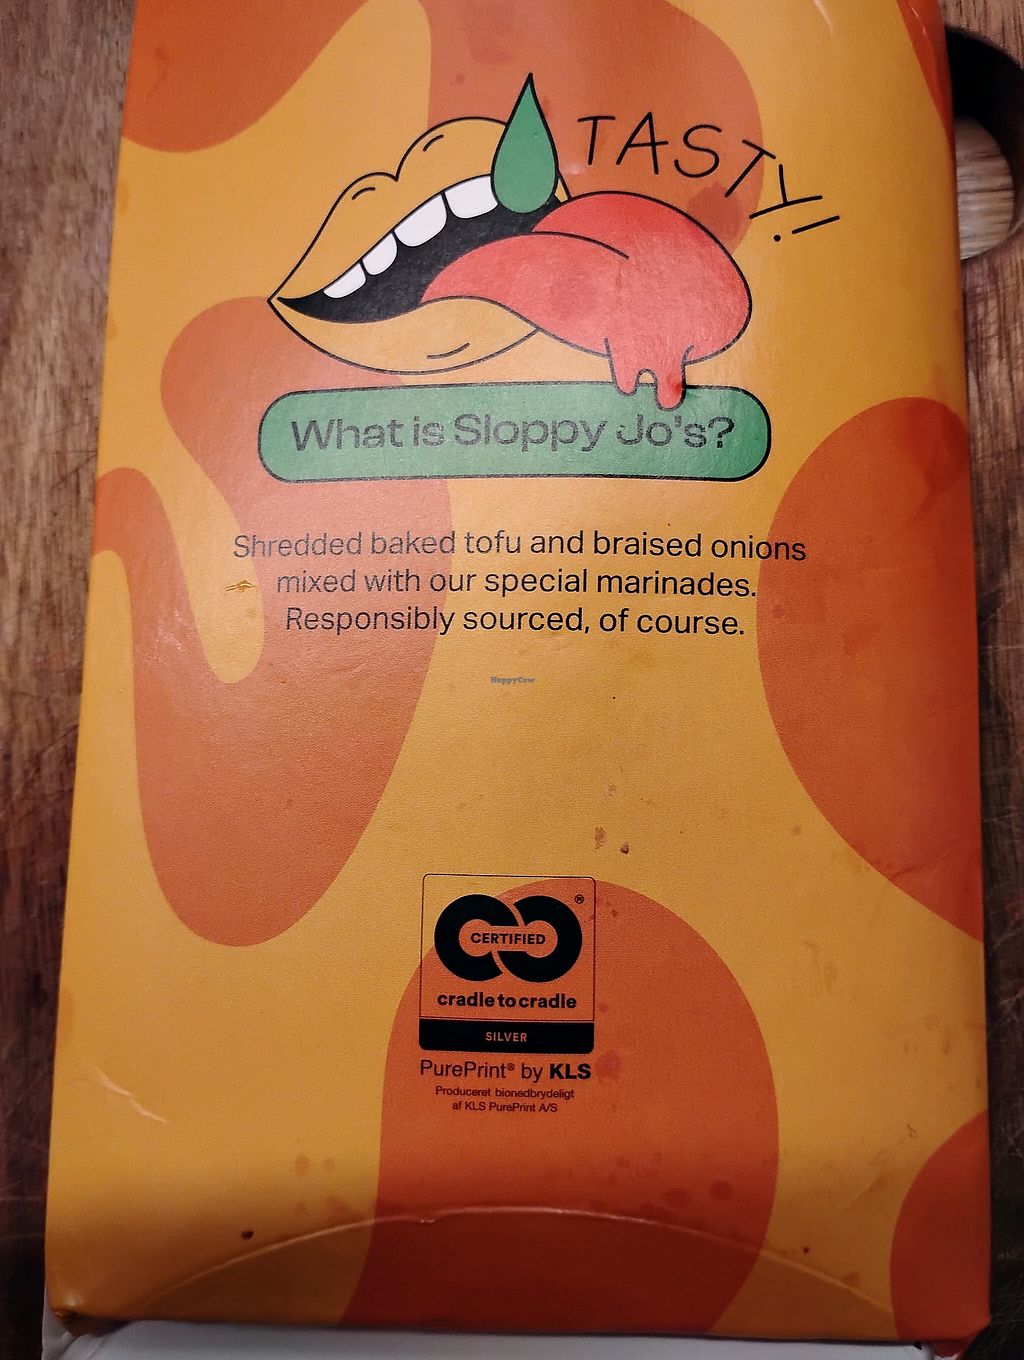 TASTY!
What is Sloppy Jo's?
Shredded baked tofu and braised onions
mixed with our special marinades.
Responsibly sourced, of course.
HappyCow
®
CERTIFIED
cradle to cradle
SILVER
PurePrint® by KLS
Produceret bionedbrydeligt
af KLS PurePrint A/S